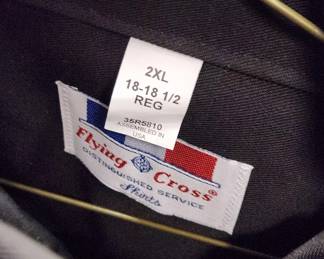 2XL
18-18 1/2
REG
35R5810
ASSEMBLED IN
USA
Flying Cross®
DISTINGUISHED SERVICE
Shirts